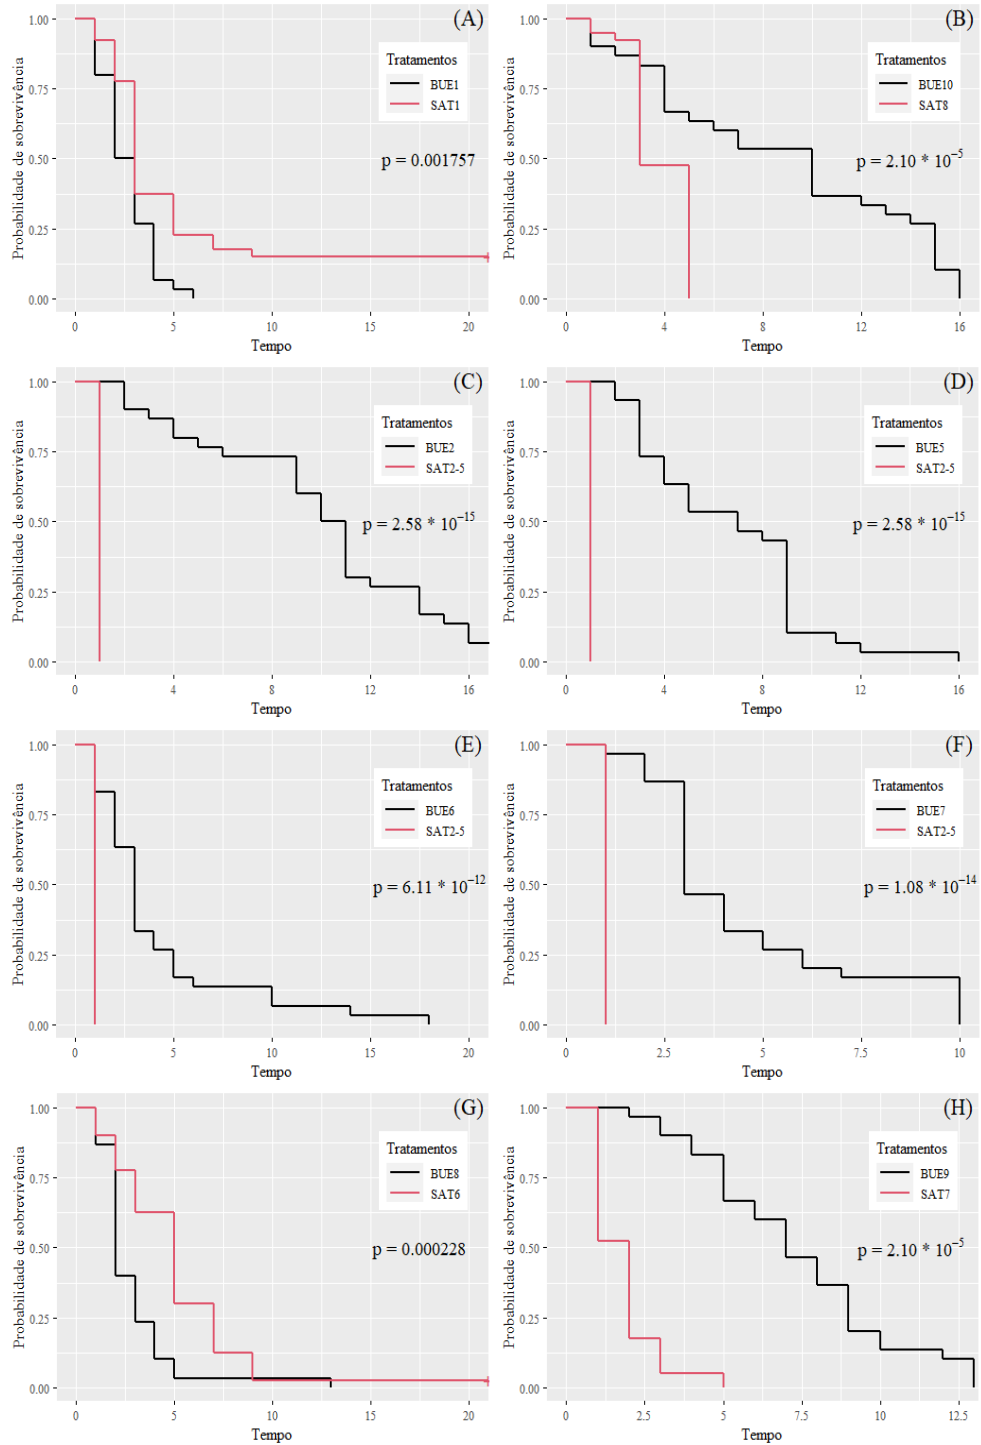 (A)
Probabilidade de sobrevivência
1.00
0.75
0.50
0.25
0.00
Tratamentos
BUE1
SAT1
p = 0.001757
0 5 10 15 20
Tempo
(B)
Probabilidade de sobrevivência
1.00
0.75
0.50
0.25
0.00
Tratamentos
BUE10
SAT8
p = 2.10 * 10⁻⁵
0 4 8 12 16
Tempo
(C)
Probabilidade de sobrevivência
1.00
0.75
0.50
0.25
0.00
Tratamentos
BUE2
SAT2-5
p = 2.58 * 10⁻¹⁵
0 4 8 12 16
Tempo
(D)
Probabilidade de sobrevivência
1.00
0.75
0.50
0.25
0.00
Tratamentos
BUE5
SAT2-5
p = 2.58 * 10⁻¹⁵
0 4 8 12 16
Tempo
(E)
Probabilidade de sobrevivência
1.00
0.75
0.50
0.25
0.00
Tratamentos
BUE6
SAT2-5
p = 6.11 * 10⁻¹²
0 5 10 15 20
Tempo
(F)
Probabilidade de sobrevivência
1.00
0.75
0.50
0.25
0.00
Tratamentos
BUE7
SAT2-5
p = 1.08 * 10⁻¹⁴
0 2.5 5 7.5 10
Tempo
(G)
Probabilidade de sobrevivência
1.00
0.75
0.50
0.25
0.00
Tratamentos
BUE8
SAT6
p = 0.000228
0 5 10 15 20
Tempo
(H)
Probabilidade de sobrevivência
1.00
0.75
0.50
0.25
0.00
Tratamentos
BUE9
SAT7
p = 2.10 * 10⁻⁵
0 2.5 5 7.5 10 12.5
Tempo